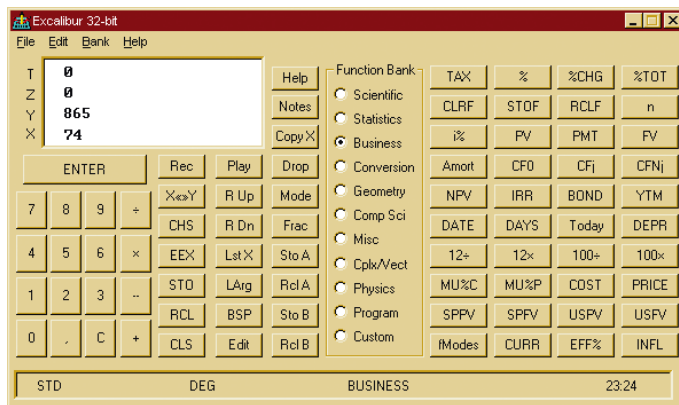 Excalibur 32-bit
File Edit Bank Help
T 0
Z 0
Y 865
X 74
Help
Notes
Copy X
ENTER Rec Play Drop
X«»Y R Up Mode
7 8 9 ÷
CHS R Dn Frac
4 5 6 × EEX Lst X Sto A
1 2 3 -- STO LArg Rcl A
RCL BSP Sto B
0 , C + CLS Edit Rcl B
Function Bank
Scientific
Statistics
Business
Conversion
Geometry
Comp Sci
Misc
Cplx/Vect
Physics
Program
Custom
TAX % %CHG %TOT
CLRF STOF RCLF n
i% PV PMT FV
Amort CF0 CFj CFNj
NPV IRR BOND YTM
DATE DAYS Today DEPR
12÷ 12× 100÷ 100×
MU%C MU%P COST PRICE
SPPV SPFV USPV USFV
fModes CURR EFF% INFL
STD DEG BUSINESS 23:24